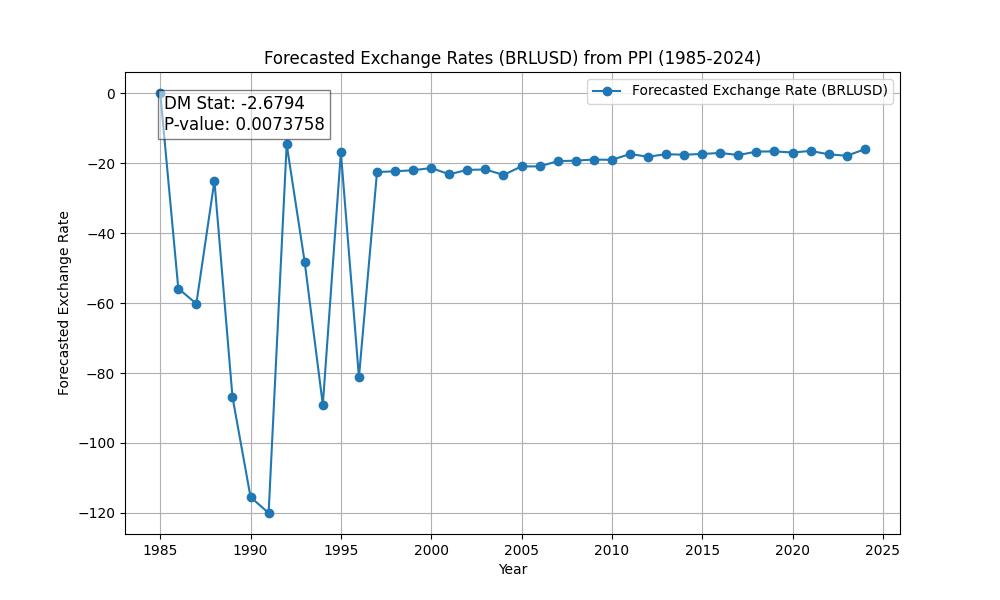 Forecasted Exchange Rates (BRLUSD) from PPI (1985-2024)
Forecasted Exchange Rate (BRLUSD)
DM Stat: -2.6794
P-value: 0.0073758
Forecasted Exchange Rate
0
−20
−40
−60
−80
−100
−120
1985 1990 1995 2000 2005 2010 2015 2020 2025
Year